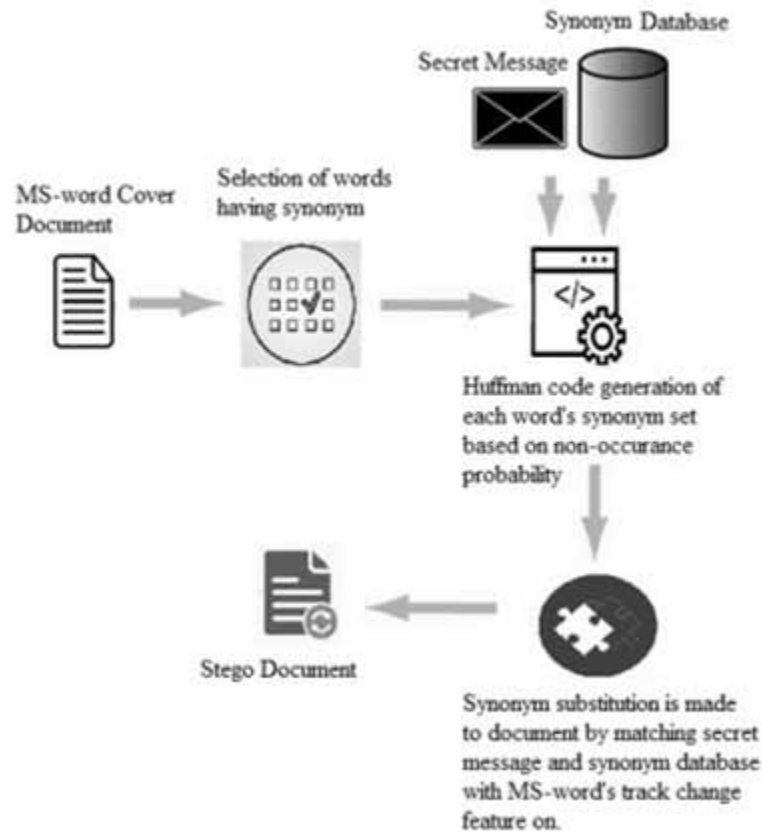 Synonym Database
Secret Message
MS-word Cover
Document
Selection of words
having synonym
</>
Huffman code generation of
each word's synonym set
based on non-occurance
probability
Stego Document
Synonym substitution is made
to document by matching secret
message and synonym database
with MS-word's track change
feature on.